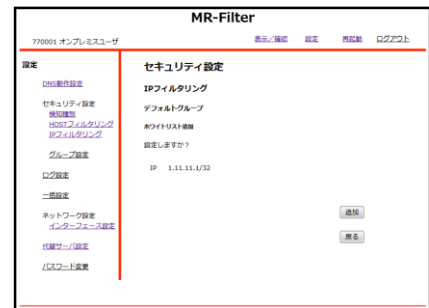 MR-Filter
770001 オンプレミスユーザ
表示／確認 設定 再起動 ログアウト
設定
DNS動作設定
セキュリティ設定
検知種別
HOSTフィルタリング
IPフィルタリング
グループ設定
ログ設定
一括設定
ネットワーク設定
インターフェース設定
代替サーバ設定
パスワード変更
セキュリティ設定
IPフィルタリング
デフォルトグループ
ホワイトリスト追加
設定しますか？
IP 1.11.11.1/32
追加
戻る